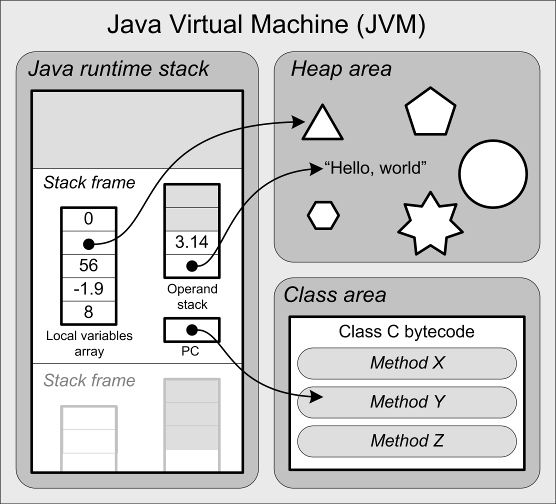 Java Virtual Machine (JVM)
Java runtime stack
Stack frame
0
56
-1.9
8
Local variables
array
3.14
Operand
stack
PC
Stack frame
Heap area
“Hello, world”
Class area
Class C bytecode
Method X
Method Y
Method Z